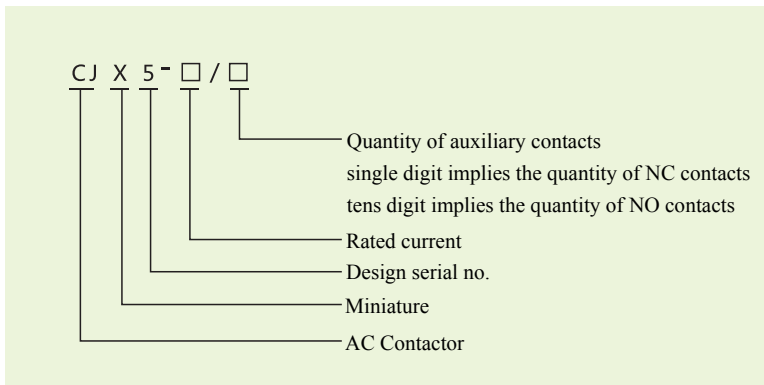 CJ X 5 - □ / □
Quantity of auxiliary contacts
single digit implies the quantity of NC contacts
tens digit implies the quantity of NO contacts
Rated current
Design serial no.
Miniature
AC Contactor